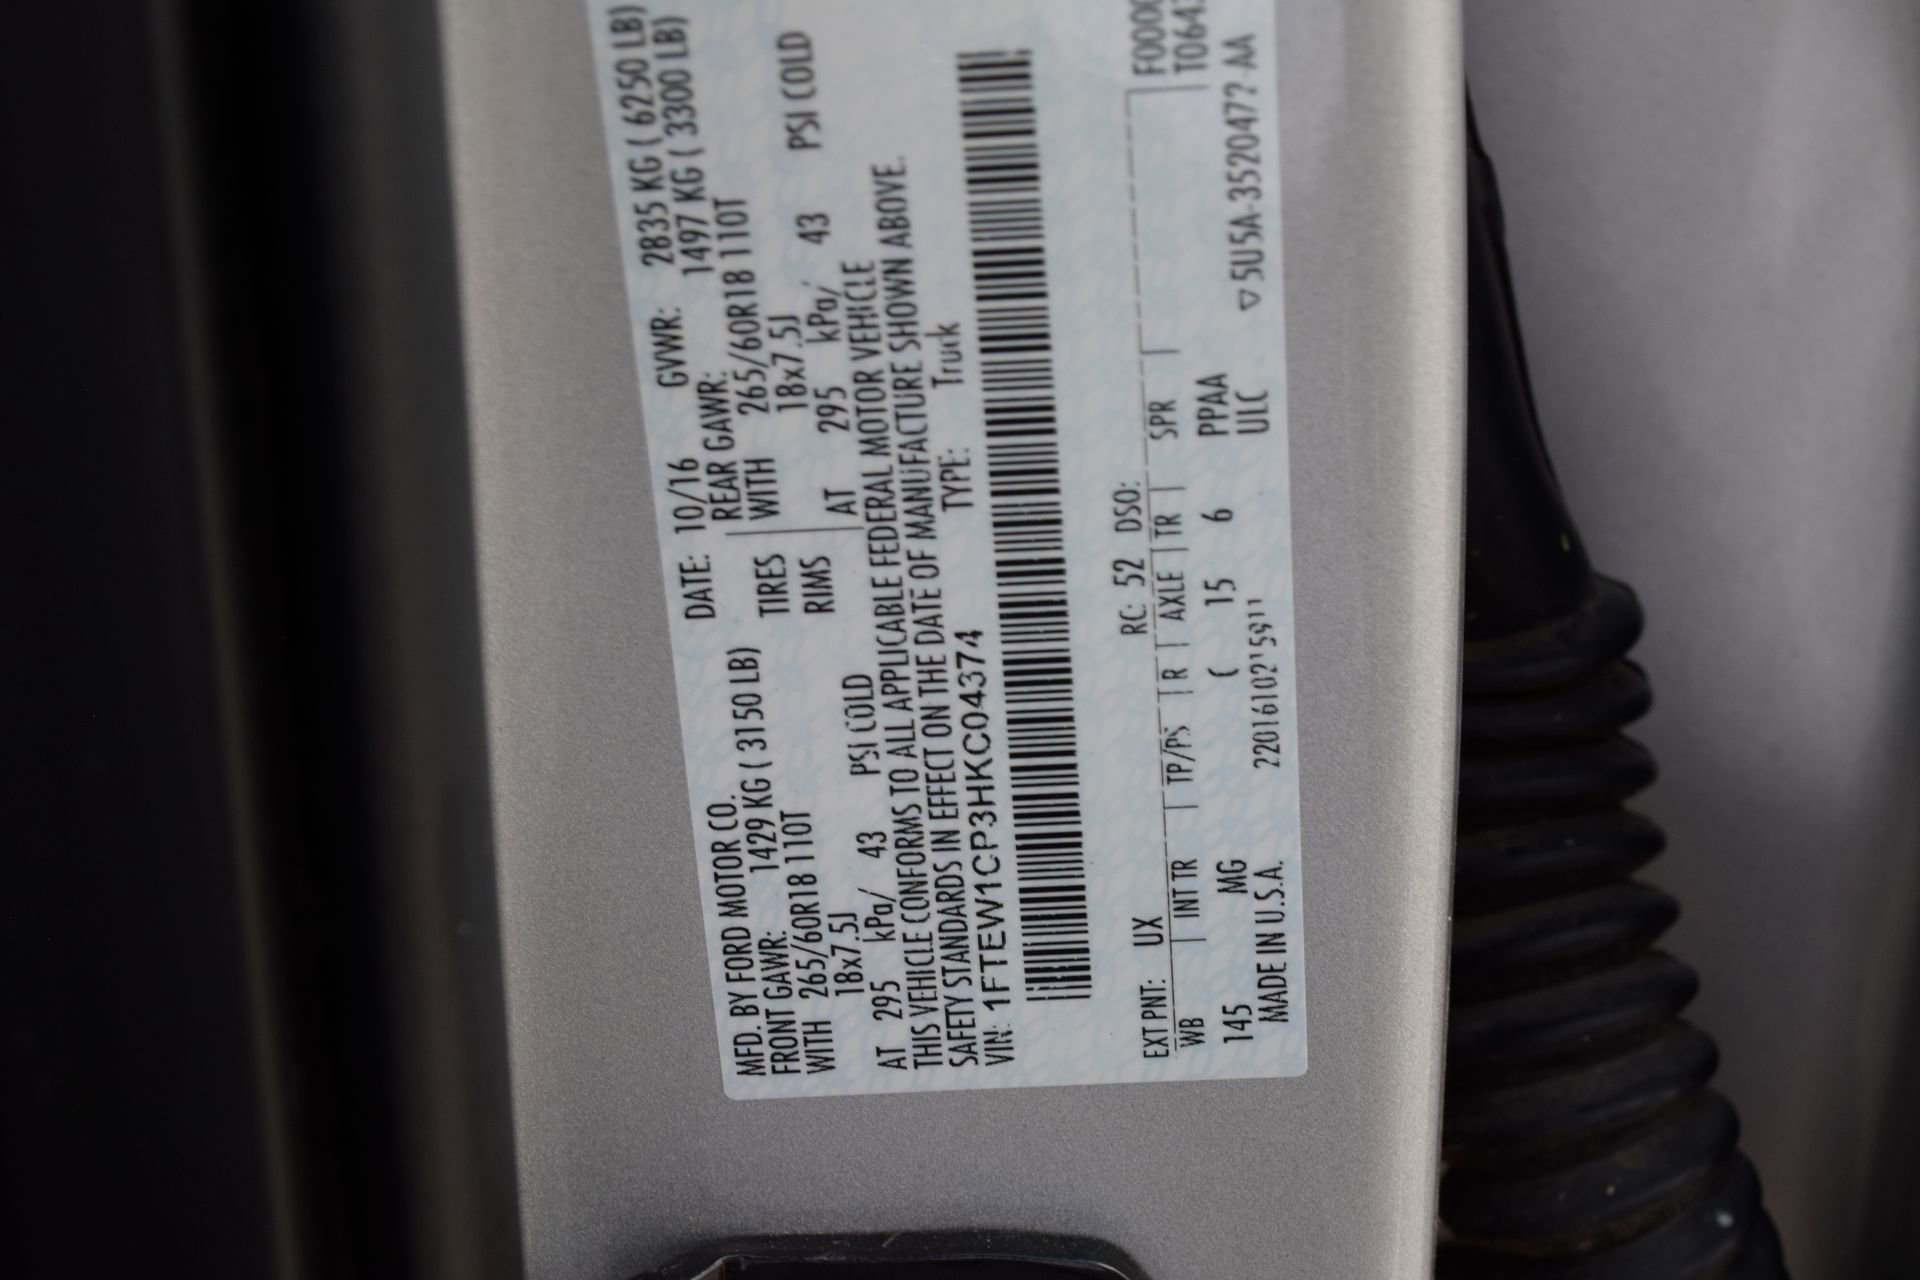 MFD. BY FORD MOTOR CO.
DATE: 10/16 GVWR: 2835 KG ( 6250 LB)
FRONT GAWR: 1429 KG ( 3150 LB) REAR GAWR: 1497 KG ( 3300 LB)
WITH 265/60R18 110T TIRES WITH 265/60R18 110T
18x7.5J RIMS 18x7.5J
AT 295 kPa/ 43 PSI COLD AT 295 kPa/ 43 PSI COLD
THIS VEHICLE CONFORMS TO ALL APPLICABLE FEDERAL MOTOR VEHICLE
SAFETY STANDARDS IN EFFECT ON THE DATE OF MANUFACTURE SHOWN ABOVE.
VIN: 1FTEW1CP3HKC04374 TYPE: Truck
F0000
EXT PNT: UX RC: 52 DSO: T0643
WB INT TR TP/PS R AXLE TR SPR
145 MG 15 6 PPAA
MADE IN U.S.A. ULC
▽5U5A-3520472-AA